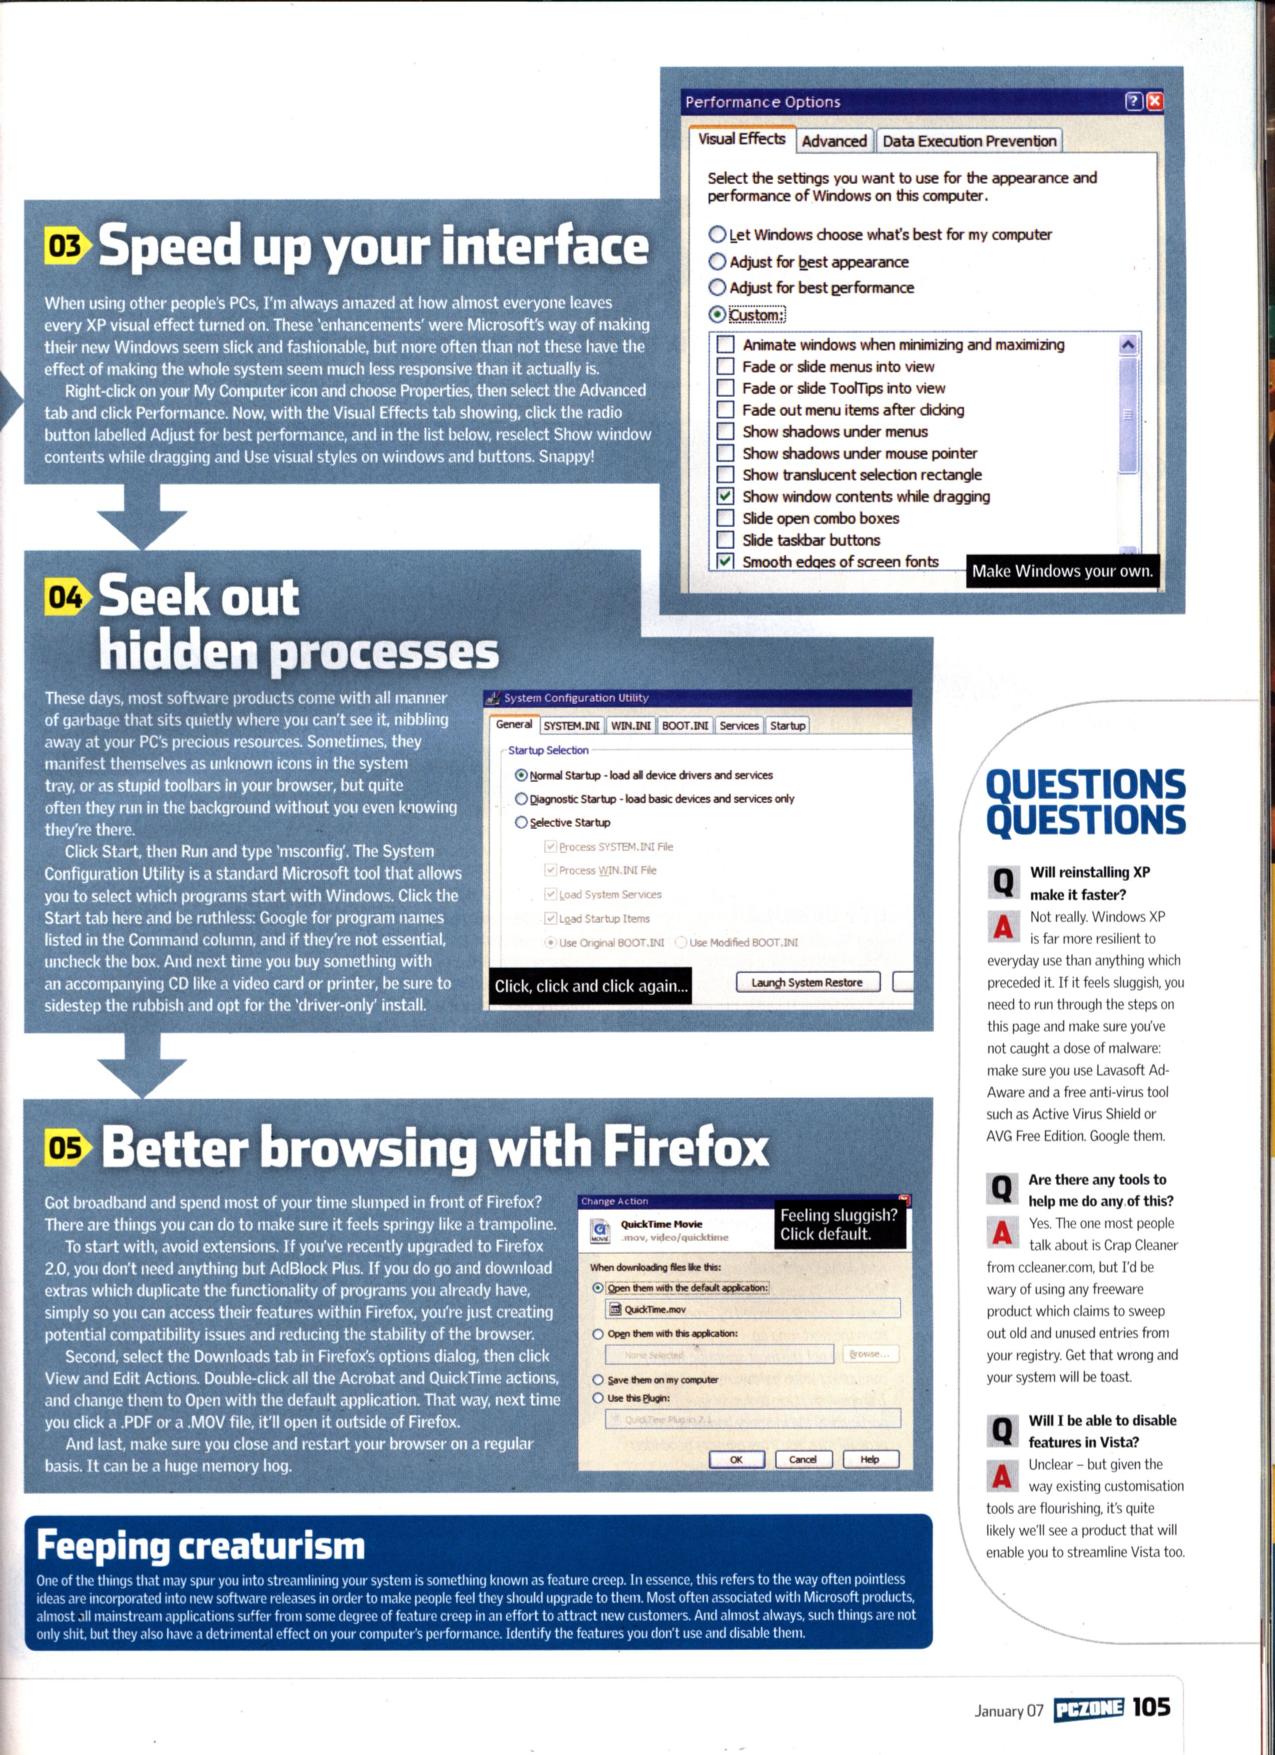 03 Speed up your interface
When using other people's PCs, I'm always amazed at how almost everyone leaves
every XP visual effect turned on. These 'enhancements' were Microsoft's way of making
their new Windows seem slick and fashionable, but more often than not these have the
effect of making the whole system seem much less responsive than it actually is.
Right-click on your My Computer icon and choose Properties, then select the Advanced
tab and click Performance. Now, with the Visual Effects tab showing, click the radio
button labelled Adjust for best performance, and in the list below, reselect Show window
contents while dragging and Use visual styles on windows and buttons. Snappy!
Performance Options
Visual Effects Advanced Data Execution Prevention
Select the settings you want to use for the appearance and
performance of Windows on this computer.
Let Windows choose what's best for my computer
Adjust for best appearance
Adjust for best performance
Custom:
Animate windows when minimizing and maximizing
Fade or slide menus into view
Fade or slide ToolTips into view
Fade out menu items after clicking
Show shadows under menus
Show shadows under mouse pointer
Show translucent selection rectangle
Show window contents while dragging
Slide open combo boxes
Slide taskbar buttons
Smooth edges of screen fonts
Make Windows your own.
04 Seek out
hidden processes
These days, most software products come with all manner
of garbage that sits quietly where you can't see it, nibbling
away at your PC's precious resources. Sometimes, they
manifest themselves as unknown icons in the system
tray, or as stupid toolbars in your browser, but quite
often they run in the background without you even knowing
they're there.
Click Start, then Run and type 'msconfig'. The System
Configuration Utility is a standard Microsoft tool that allows
you to select which programs start with Windows. Click the
Start tab here and be ruthless: Google for program names
listed in the Command column, and if they're not essential,
uncheck the box. And next time you buy something with
an accompanying CD like a video card or printer, be sure to
sidestep the rubbish and opt for the 'driver-only' install.
System Configuration Utility
General SYSTEM.INI WIN.INI BOOT.INI Services Startup
Startup Selection
Normal Startup - load all device drivers and services
Diagnostic Startup - load basic devices and services only
Selective Startup
Process SYSTEM.INI File
Process WIN.INI File
Load System Services
Load Startup Items
Use Original BOOT.INI Use Modified BOOT.INI
Launch System Restore
Click, click and click again...
05 Better browsing with Firefox
Got broadband and spend most of your time slumped in front of Firefox?
There are things you can do to make sure it feels springy like a trampoline.
To start with, avoid extensions. If you've recently upgraded to Firefox
2.0, you don't need anything but AdBlock Plus. If you do go and download
extras which duplicate the functionality of programs you already have,
simply so you can access their features within Firefox, you're just creating
potential compatibility issues and reducing the stability of the browser.
Second, select the Downloads tab in Firefox's options dialog, then click
View and Edit Actions. Double-click all the Acrobat and QuickTime actions,
and change them to Open with the default application. That way, next time
you click a .PDF or a .MOV file, it'll open it outside of Firefox.
And last, make sure you close and restart your browser on a regular
basis. It can be a huge memory hog.
Change Action
QuickTime Movie
.mov, video/quicktime
Feeling sluggish?
Click default.
When downloading files like this:
Open them with the default application:
QuickTime.mov
Open them with this application:
None Selected Browse...
Save them on my computer
Use this Plugin:
QuickTime Plug-in 7.1
OK Cancel Help
Feeping creaturism
One of the things that may spur you into streamlining your system is something known as feature creep. In essence, this refers to the way often pointless
ideas are incorporated into new software releases in order to make people feel they should upgrade to them. Most often associated with Microsoft products,
almost all mainstream applications suffer from some degree of feature creep in an effort to attract new customers. And almost always, such things are not
only shit, but they also have a detrimental effect on your computer's performance. Identify the features you don't use and disable them.
QUESTIONS
QUESTIONS
Q Will reinstalling XP
make it faster?
A Not really. Windows XP
is far more resilient to
everyday use than anything which
preceded it. If it feels sluggish, you
need to run through the steps on
this page and make sure you've
not caught a dose of malware:
make sure you use Lavasoft Ad-
Aware and a free anti-virus tool
such as Active Virus Shield or
AVG Free Edition. Google them.
Q Are there any tools to
help me do any of this?
A Yes. The one most people
talk about is Crap Cleaner
from ccleaner.com, but I'd be
wary of using any freeware
product which claims to sweep
out old and unused entries from
your registry. Get that wrong and
your system will be toast.
Q Will I be able to disable
features in Vista?
A Unclear – but given the
way existing customisation
tools are flourishing, it's quite
likely we'll see a product that will
enable you to streamline Vista too.
January 07 PCZONE 105